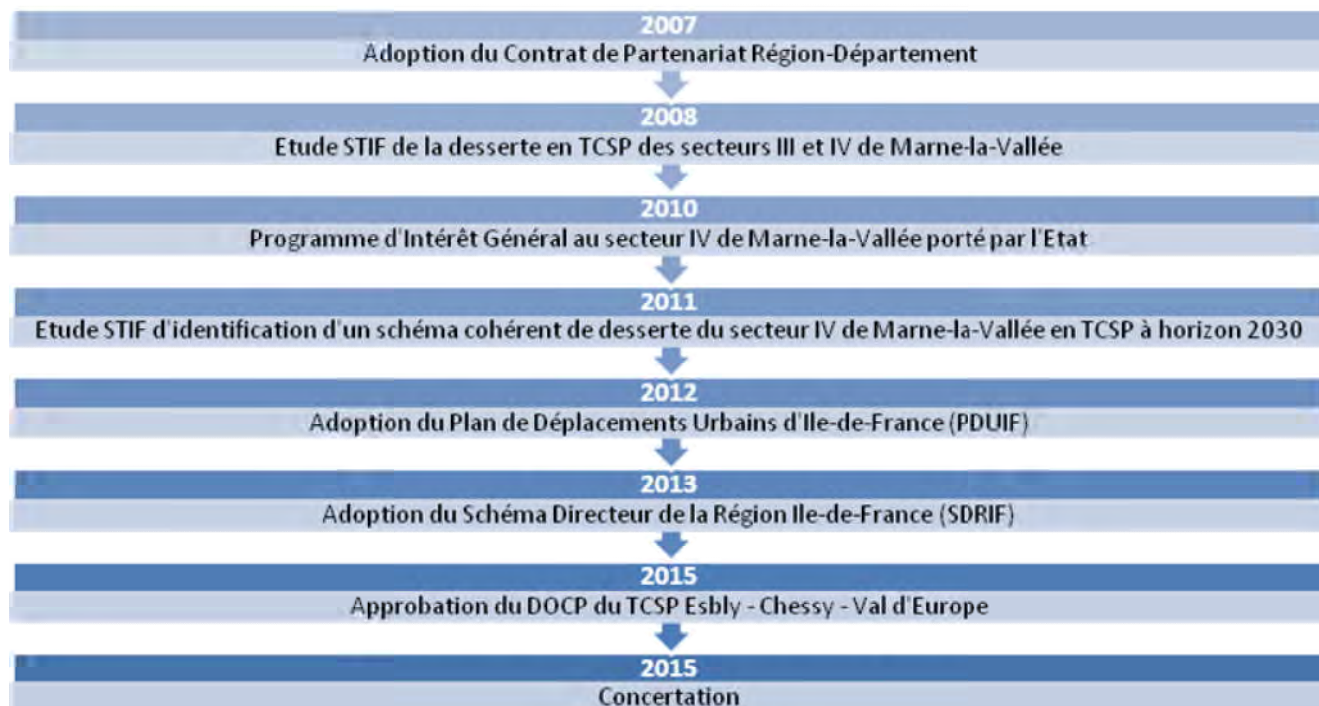 2007
Adoption du Contrat de Partenariat Région-Département
2008
Etude STIF de la desserte en TCSP des secteurs III et IV de Marne-la-Vallée
2010
Programme d'Intérêt Général au secteur IV de Marne-la-Vallée porté par l'Etat
2011
Etude STIF d'identification d'un schéma cohérent de desserte du secteur IV de Marne-la-Vallée en TCSP à horizon 2030
2012
Adoption du Plan de Déplacements Urbains d'Ile-de-France (PDUIF)
2013
Adoption du Schéma Directeur de la Région Ile-de-France (SDRIF)
2015
Approbation du DOCP du TCSP Esbly - Chessy - Val d'Europe
2015
Concertation